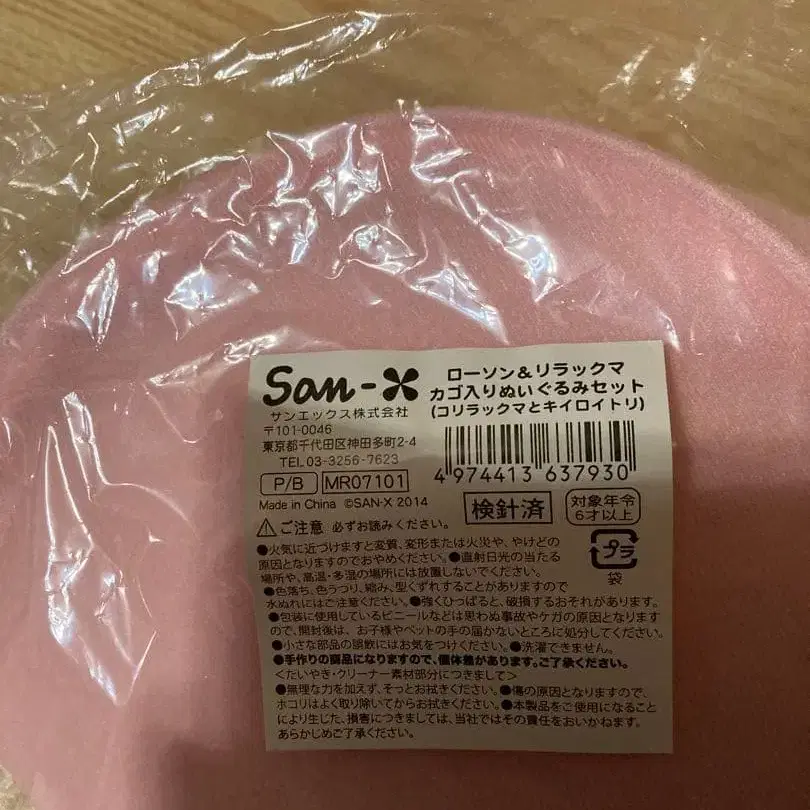 San-X
サンエックス株式会社
〒101-0046
東京都千代田区神田多町2-4
TEL 03-3256-7623
P/B MR07101
Made in China ©SAN-X 2014
ローソン&リラックマ
カゴ入りぬいぐるみセット
(コリラックマとキイロイトリ)
4 974413 637930
検針済
対象年令
6才以上
プラ
袋
⚠ご注意 必ずお読みください。
●火気に近づけますと変質、変形または火災や、やけどの
原因となりますのでおやめください。●直射日光の当たる
場所や、高温・多湿の場所には放置しないでください。
●色落ち、色うつり、縮み、型くずれすることがありますので
水ぬれにはご注意ください。●強くひっぱると、破損するおそれがあります。
●包装に使用しているビニールなどは思わぬ事故やケガの原因となります
ので、開封後は、お子様やペットの手の届かないところに処分してください。
●小さな部品の誤飲にはお気をつけください。●洗濯できません。
●手作りの商品になりますので、個体差があります。ご了承ください。
<たいやき・クリーナー素材部分につきまして>
●無理な力を加えず、そっとお拭きください。●傷の原因となりますので、
ホコリはよく取り除いてからお拭きください。●本製品をご使用になること
により生じた、損害につきましては、当社ではその責任をおいかねます。
あらかじめご了承ください。